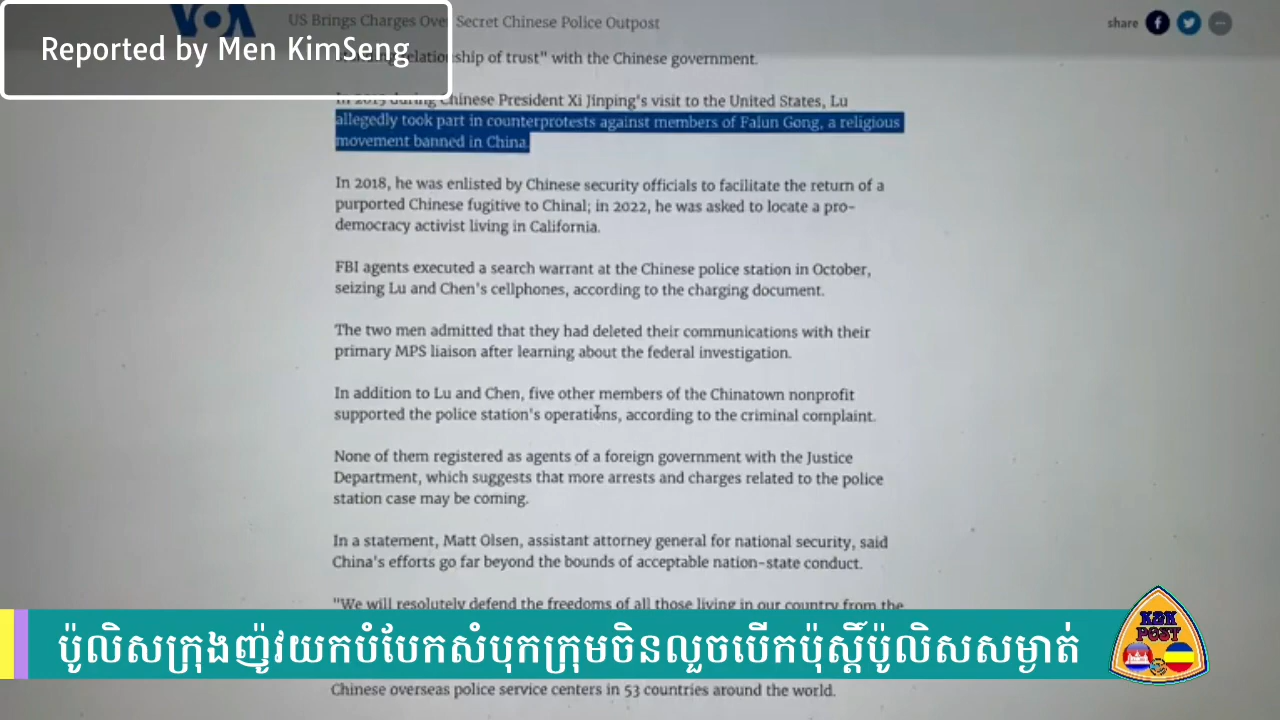 VOA
US Brings Charges Over Secret Chinese Police Outpost
share
Reported by Men KimSeng
ship of trust" with the Chinese government.
In 2015 during Chinese President Xi Jinping's visit to the United States, Lu
allegedly took part in counterprotests against members of Falun Gong, a religious
movement banned in China.
In 2018, he was enlisted by Chinese security officials to facilitate the return of a
purported Chinese fugitive to Chinal; in 2022, he was asked to locate a pro-
democracy activist living in California.
FBI agents executed a search warrant at the Chinese police station in October,
seizing Lu and Chen's cellphones, according to the charging document.
The two men admitted that they had deleted their communications with their
primary MPS liaison after learning about the federal investigation.
In addition to Lu and Chen, five other members of the Chinatown nonprofit
supported the police station's operations, according to the criminal complaint.
None of them registered as agents of a foreign government with the Justice
Department, which suggests that more arrests and charges related to the police
station case may be coming.
In a statement, Matt Olsen, assistant attorney general for national security, said
China's efforts go far beyond the bounds of acceptable nation-state conduct.
"We will resolutely defend the freedoms of all those living in our country from the
ប៉ូលិសក្រុងញ៉ូវយកបំបែកសំបុកក្រុមចិនលួចបើកប៉ុស្តិ៍ប៉ូលិសសម្ងាត់
K2K
POST
Chinese overseas police service centers in 53 countries around the world.